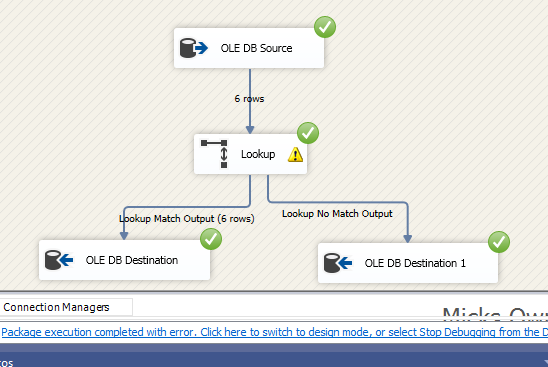 OLE DB Source
6 rows
Lookup
Lookup Match Output (6 rows)
Lookup No Match Output
OLE DB Destination
OLE DB Destination 1
Connection Managers
Package execution completed with error. Click here to switch to design mode, or select Stop Debugging from the D